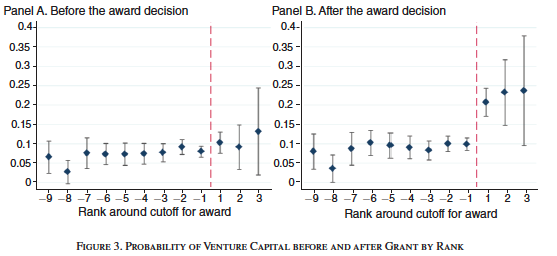 Panel A. Before the award decision
0.4
0.35
0.3
0.25
0.2
0.15
0.1
0.05
0
−9 −8 −7 −6 −5 −4 −3 −2 −1 1 2 3
Rank around cutoff for award
Panel B. After the award decision
0.4
0.35
0.3
0.25
0.2
0.15
0.1
0.05
0
−9 −8 −7 −6 −5 −4 −3 −2 −1 1 2 3
Rank around cutoff for award
Figure 3. Probability of Venture Capital before and after Grant by Rank